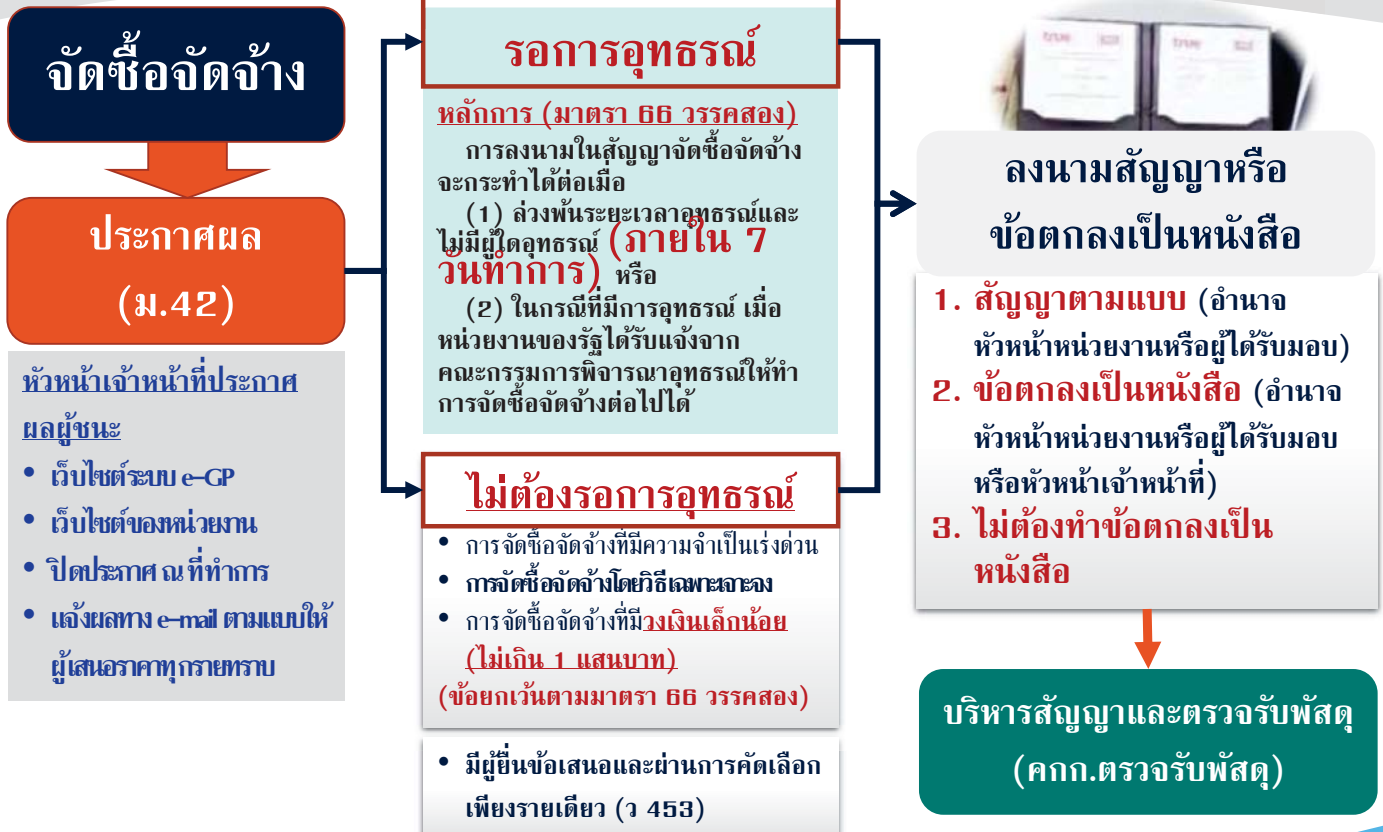 จัดซื้อจัดจ้าง
ประกาศผล
(ม.42)
หัวหน้าเจ้าหน้าที่ประกาศ
ผลผู้ชนะ
• เว็บไซต์ระบบ e-GP
• เว็บไซต์ของหน่วยงาน
• ปิดประกาศ ณ ที่ทำการ
• แจ้งผลทาง e-mail ตามแบบให้
ผู้เสนอราคาทุกรายทราบ
รอการอุทธรณ์
หลักการ (มาตรา 66 วรรคสอง)
การลงนามในสัญญาจัดซื้อจัดจ้าง
จะกระทำได้ต่อเมื่อ
(1) ล่วงพ้นระยะเวลาอุทธรณ์และ
ไม่มีผู้ใดอุทธรณ์ (ภายใน 7
วันทำการ) หรือ
(2) ในกรณีที่มีการอุทธรณ์ เมื่อ
หน่วยงานของรัฐได้รับแจ้งจาก
คณะกรรมการพิจารณาอุทธรณ์ให้ทำ
การจัดซื้อจัดจ้างต่อไปได้
ไม่ต้องรอการอุทธรณ์
• การจัดซื้อจัดจ้างที่มีความจำเป็นเร่งด่วน
• การจัดซื้อจัดจ้างโดยวิธีเฉพาะเจาะจง
• การจัดซื้อจัดจ้างที่มีวงเงินเล็กน้อย
(ไม่เกิน 1 แสนบาท)
(ข้อยกเว้นตามมาตรา 66 วรรคสอง)
• มีผู้ยื่นข้อเสนอและผ่านการคัดเลือก
เพียงรายเดียว (ว 453)
true
true
ลงนามสัญญาหรือ
ข้อตกลงเป็นหนังสือ
1. สัญญาตามแบบ (อำนาจ
หัวหน้าหน่วยงานหรือผู้ได้รับมอบ)
2. ข้อตกลงเป็นหนังสือ (อำนาจ
หัวหน้าหน่วยงานหรือผู้ได้รับมอบ
หรือหัวหน้าเจ้าหน้าที่)
3. ไม่ต้องทำข้อตกลงเป็น
หนังสือ
บริหารสัญญาและตรวจรับพัสดุ
(คกก.ตรวจรับพัสดุ)